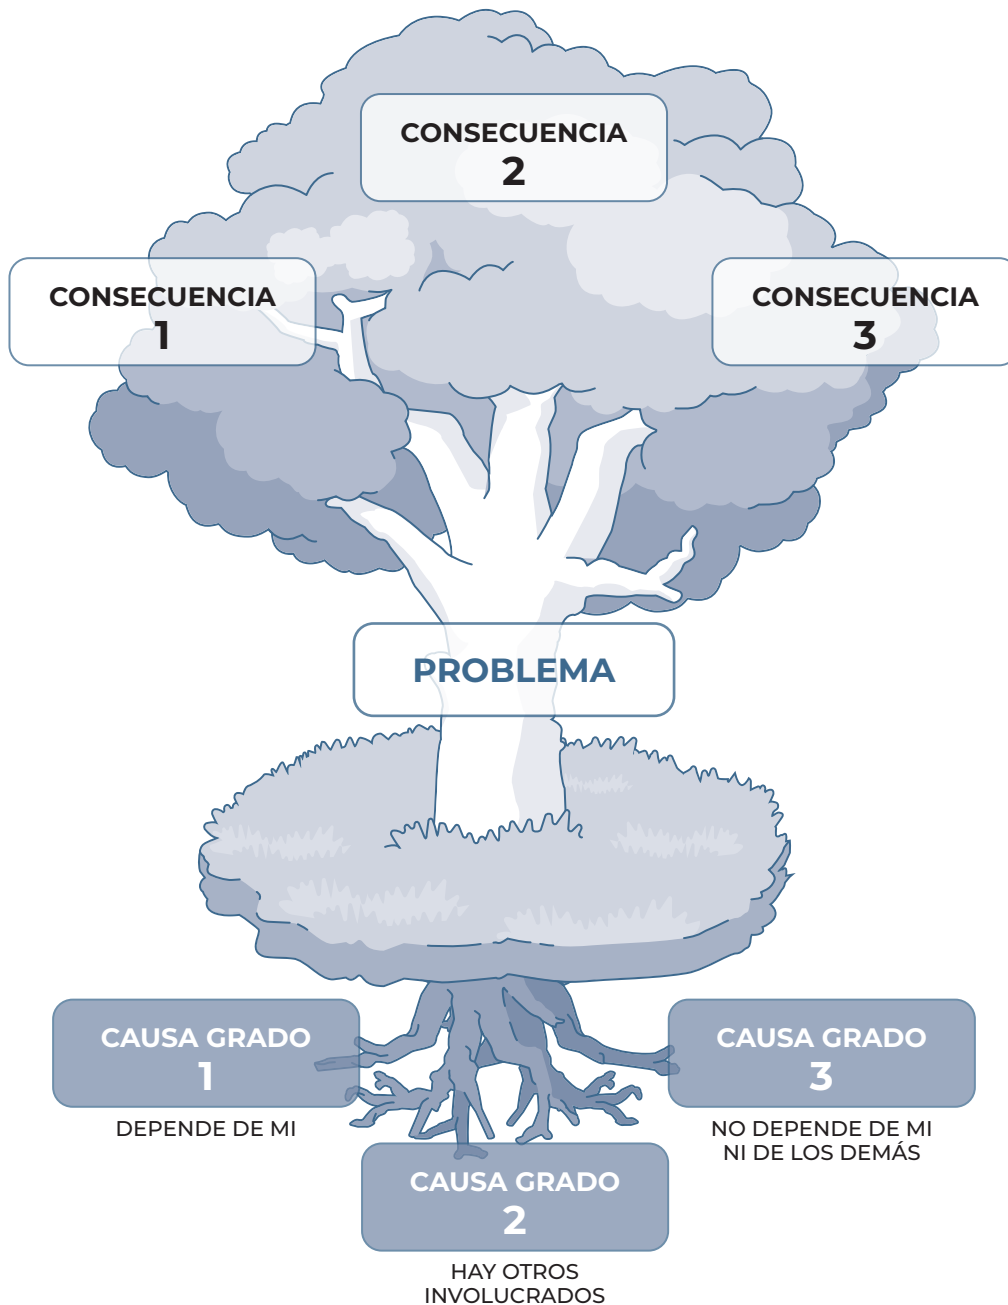 CONSECUENCIA
2
CONSECUENCIA
1
CONSECUENCIA
3
PROBLEMA
CAUSA GRADO
1
DEPENDE DE MI
CAUSA GRADO
3
NO DEPENDE DE MI
NI DE LOS DEMÁS
CAUSA GRADO
2
HAY OTROS
INVOLUCRADOS